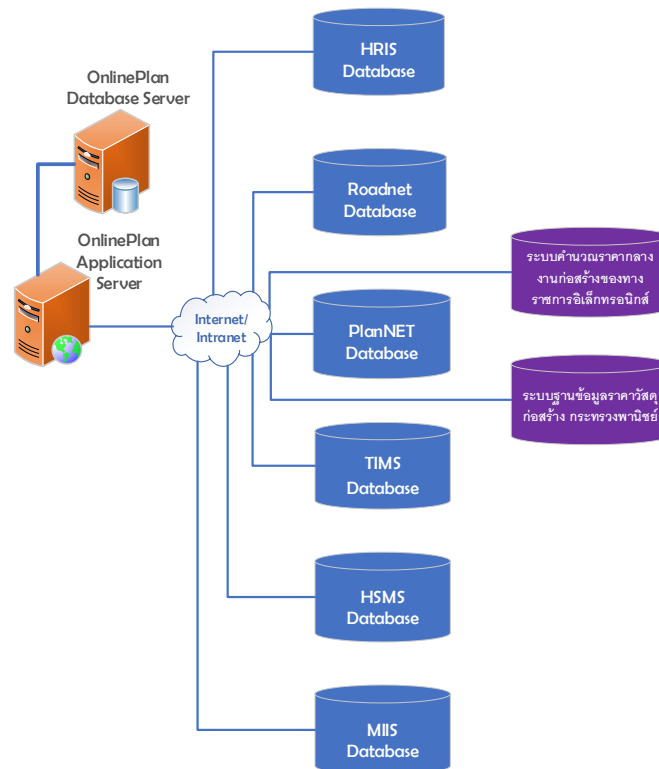 HRIS
Database
OnlinePlan
Database Server
Roadnet
Database
OnlinePlan
Application
Server
ระบบคำนวณราคากลาง
งานก่อสร้างของทาง
ราชการอิเล็กทรอนิกส์
Internet/
Intranet
PlanNET
Database
ระบบฐานข้อมูลราคาวัสดุ
ก่อสร้าง กระทรวงพานิชย์
TIMS
Database
HSMS
Database
MIIS
Database